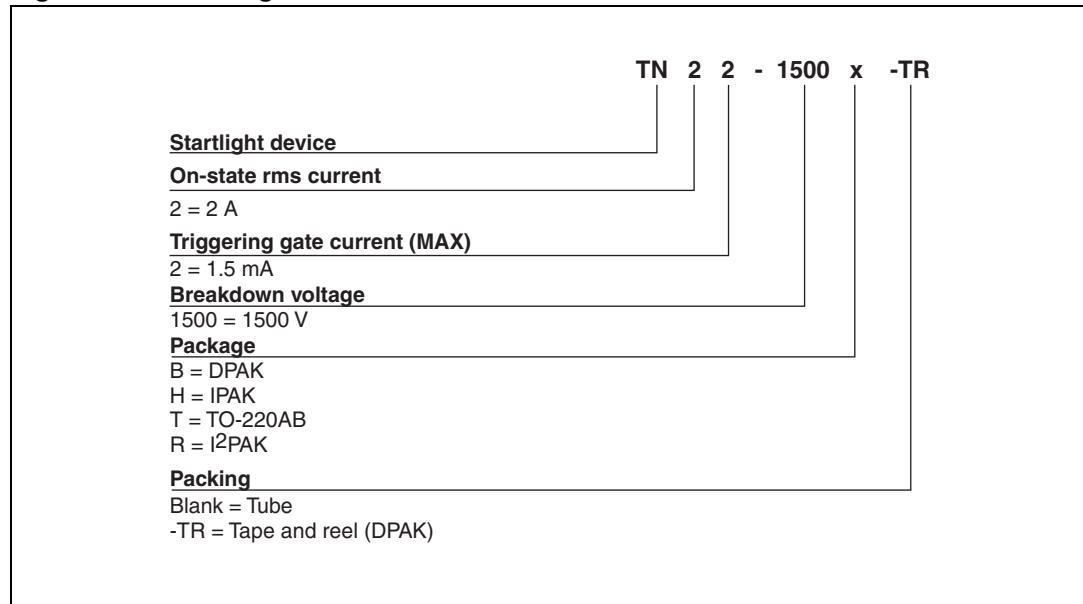 TN 2 2 - 1500 x -TR
Startlight device
On-state rms current
2 = 2 A
Triggering gate current (MAX)
2 = 1.5 mA
Breakdown voltage
1500 = 1500 V
Package
B = DPAK
H = IPAK
T = TO-220AB
R = I2PAK
Packing
Blank = Tube
-TR = Tape and reel (DPAK)